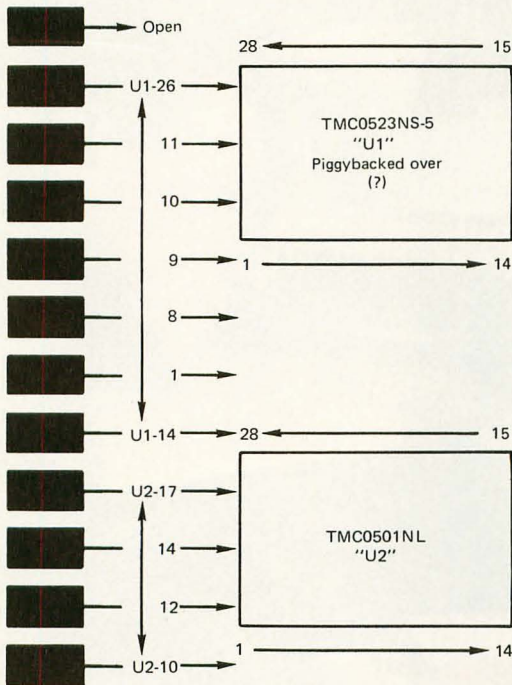 Open
28 15
U1-26
TMC0523NS-5
"U1"
Piggybacked over
(?)
11
10
9
1 14
8
1
U1-14
28 15
U2-17
TMC0501NL
"U2"
14
12
1 14
U2-10